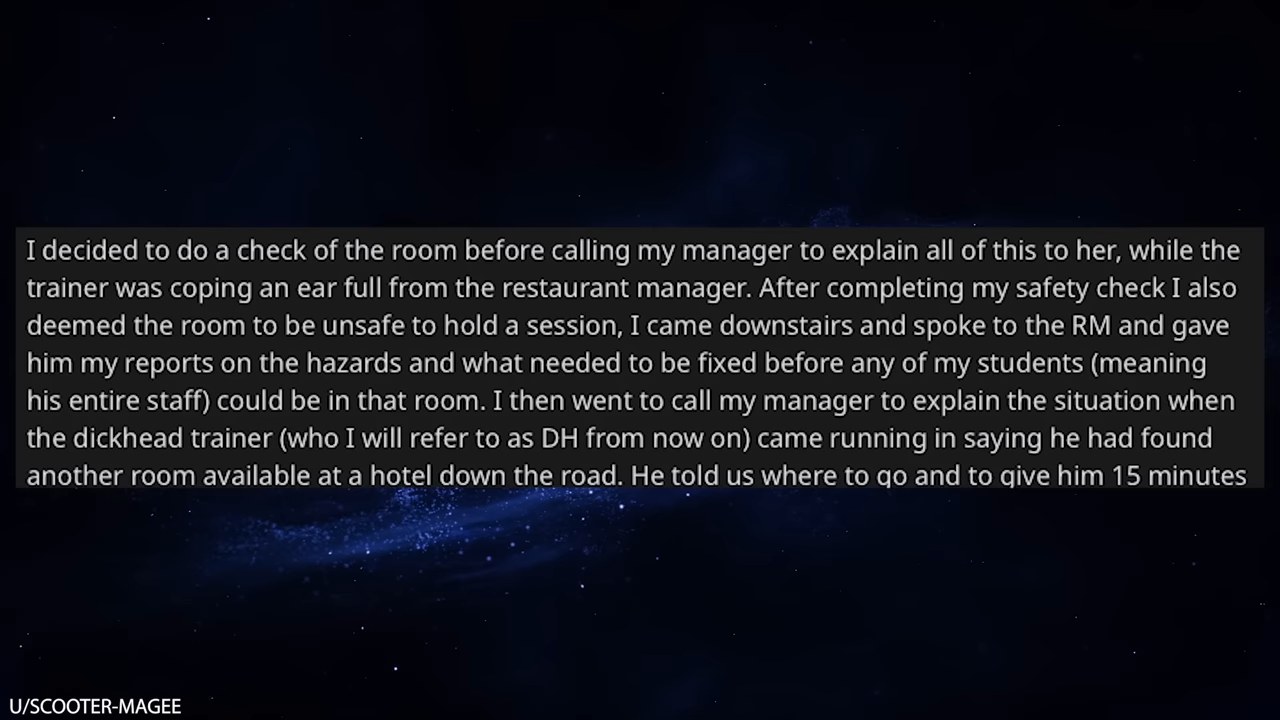 I decided to do a check of the room before calling my manager to explain all of this to her, while the
trainer was coping an ear full from the restaurant manager. After completing my safety check I also
deemed the room to be unsafe to hold a session, I came downstairs and spoke to the RM and gave
him my reports on the hazards and what needed to be fixed before any of my students (meaning
his entire staff) could be in that room. I then went to call my manager to explain the situation when
the dickhead trainer (who I will refer to as DH from now on) came running in saying he had found
another room available at a hotel down the road. He told us where to go and to give him 15 minutes
U/SCOOTER-MAGEE